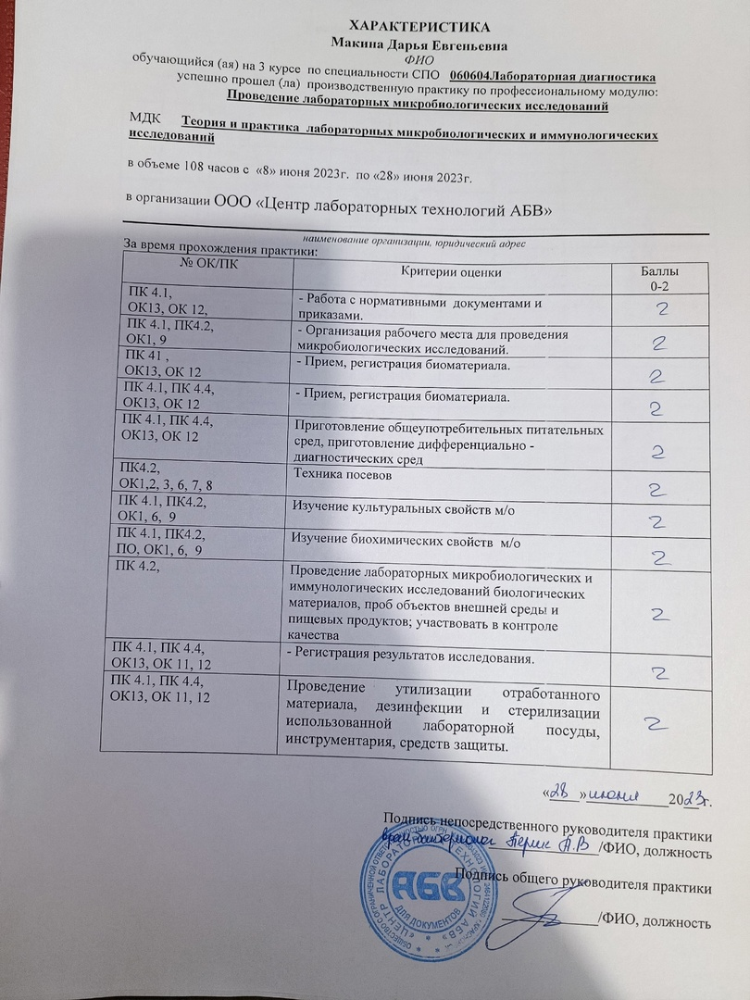 ХАРАКТЕРИСТИКА
Макина Дарья Евгеньевна
ФИО
обучающийся (ая) на 3 курсе по специальности СПО 060604Лабораторная диагностика
успешно прошел (ла) производственную практику по профессиональному модулю:
Проведение лабораторных микробиологических исследований
МДК Теория и практика лабораторных микробиологических и иммунологических
исследований
в объеме 108 часов с «8» июня 2023г. по «28» июня 2023г.
в организации ООО «Центр лабораторных технологий АБВ»
наименование организации, юридический адрес
За время прохождения практики:
№ ОК/ПК Критерии оценки Баллы
0-2
ПК 4.1,
ОК13, ОК 12,
- Работа с нормативными документами и
приказами.
2
ПК 4.1, ПК4.2,
ОК1, 9
- Организация рабочего места для проведения
микробиологических исследований.
2
ПК 41 ,
ОК13, ОК 12
- Прием, регистрация биоматериала.
2
ПК 4.1, ПК 4.4,
ОК13, ОК 12
- Прием, регистрация биоматериала.
2
ПК 4.1, ПК 4.4,
ОК13, ОК 12
Приготовление общеупотребительных питательных
сред, приготовление дифференциально -
диагностических сред
2
ПК4.2,
ОК1,2, 3, 6, 7, 8
Техника посевов
2
ПК 4.1, ПК4.2,
ОК1, 6, 9
Изучение культуральных свойств м/о
2
ПК 4.1, ПК4.2,
ПО, ОК1, 6, 9
Изучение биохимических свойств м/о
2
ПК 4.2,
Проведение лабораторных микробиологических и
иммунологических исследований биологических
материалов, проб объектов внешней среды и
пищевых продуктов; участвовать в контроле
качества
2
ПК 4.1, ПК 4.4,
ОК13, ОК 11, 12
- Регистрация результатов исследования.
2
ПК 4.1, ПК 4.4,
ОК13, ОК 11, 12
Проведение утилизации отработанного
материала, дезинфекции и стерилизации
использованной лабораторной посуды,
инструментария, средств защиты.
2
«28» июня 2023г.
Подпись непосредственного руководителя практики
А.В /ФИО, должность
Подпись общего руководителя практики
/ФИО, должность
«ЦЕНТР ЛАБОРАТОРНЫХ ТЕХНОЛОГИЙ АБВ»
АБВ
ДЛЯ ДОКУМЕНТОВ